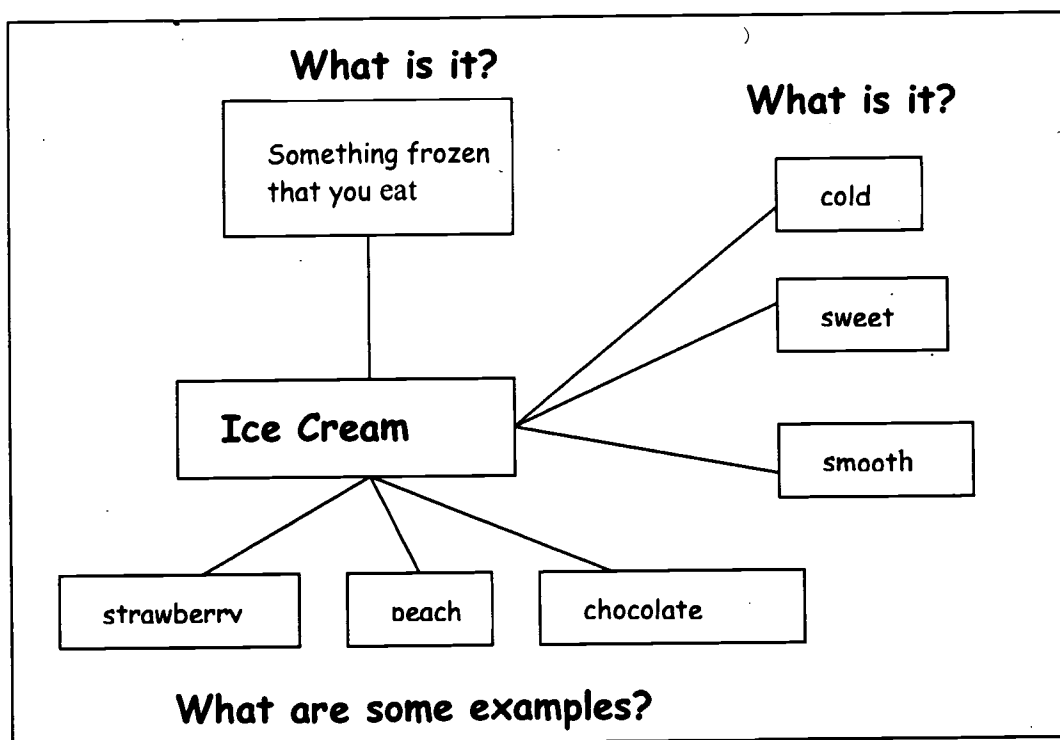 What is it?
Something frozen
that you eat
What is it?
cold
sweet
smooth
Ice Cream
strawberry
peach
chocolate
What are some examples?